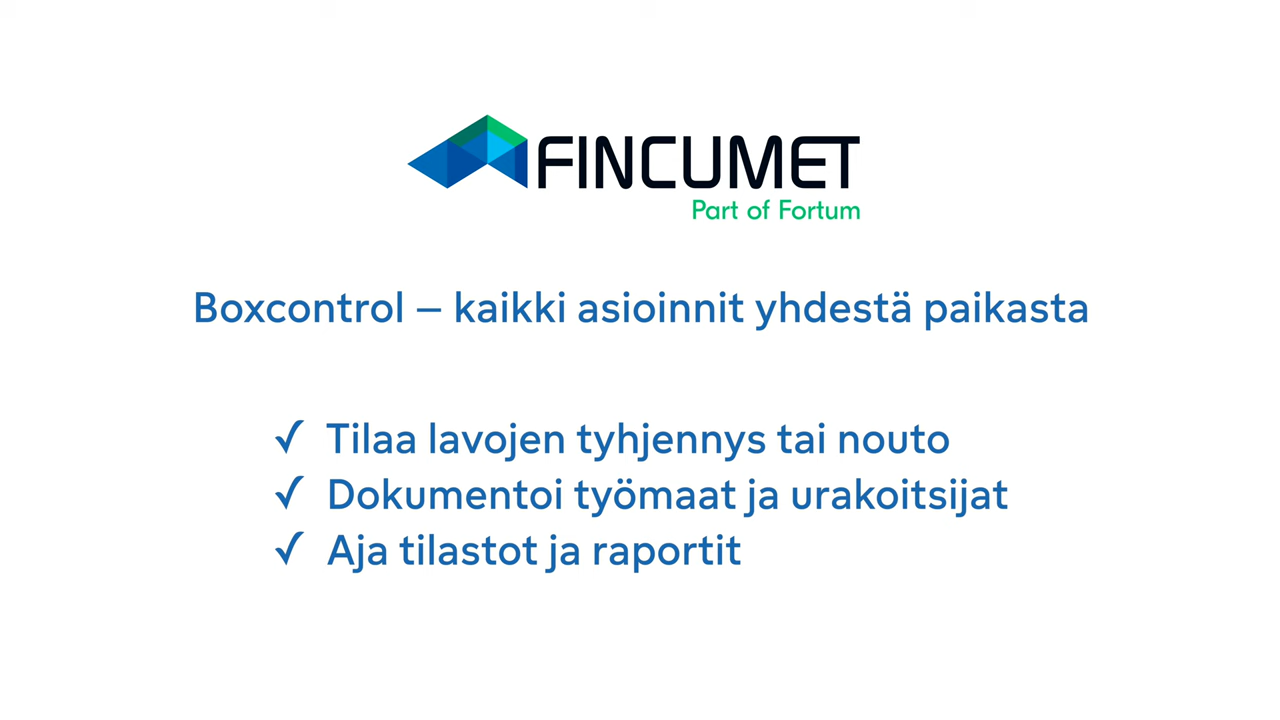 FINCUMET
Part of Fortum
Boxcontrol – kaikki asioinnit yhdestä paikasta
✓ Tilaa lavojen tyhjennys tai nouto
✓ Dokumentoi työmaat ja urakoitsijat
✓ Aja tilastot ja raportit